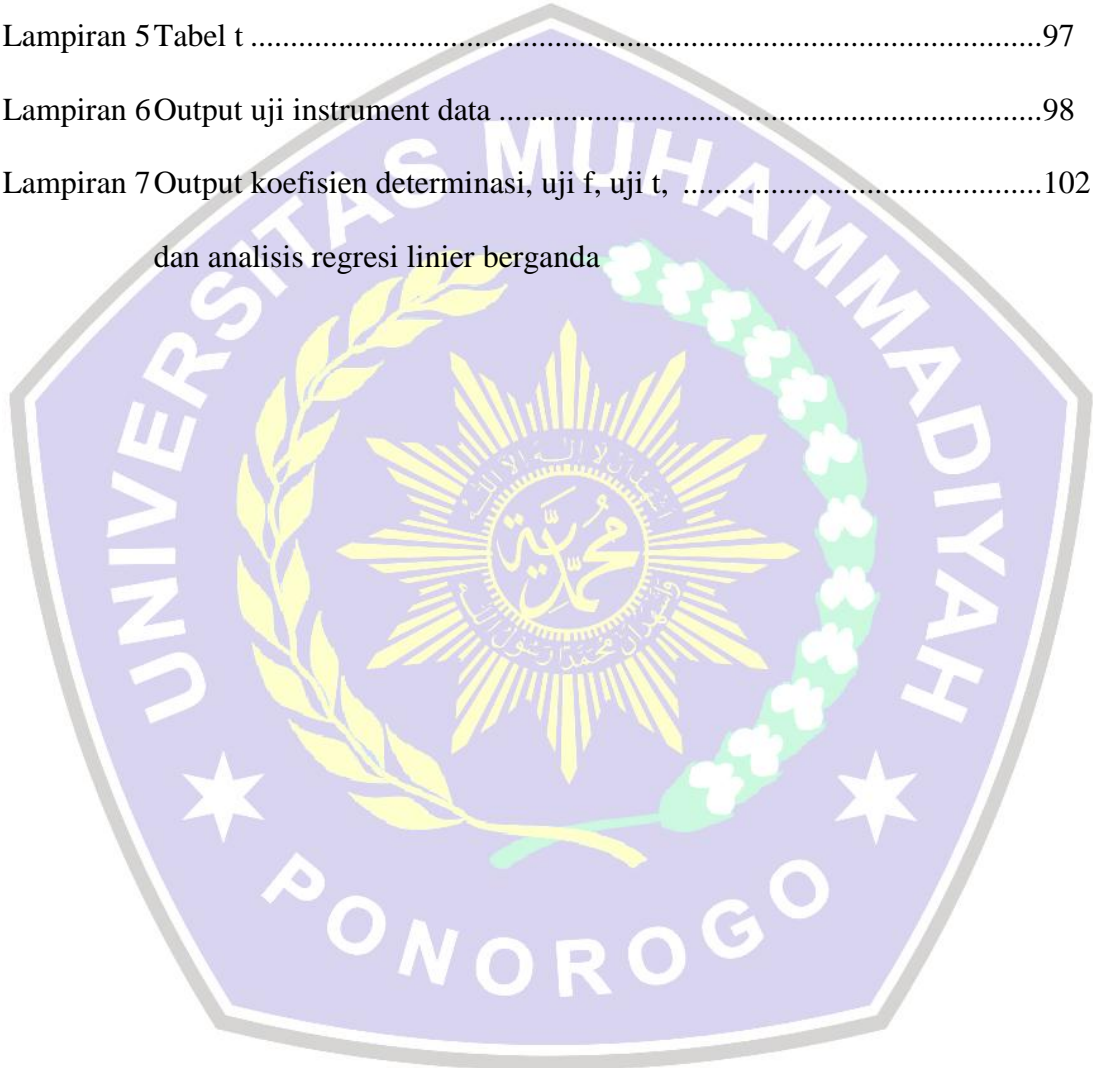 Lampiran 5 Tabel t ....................................................................................97
Lampiran 6 Output uji instrument data .....................................................................98
Lampiran 7 Output koefisien determinasi, uji f, uji t, ......................................102
dan analisis regresi linier berganda
UNIVERSITAS MUHAMMADIYAH
محمدية
PONOROGO